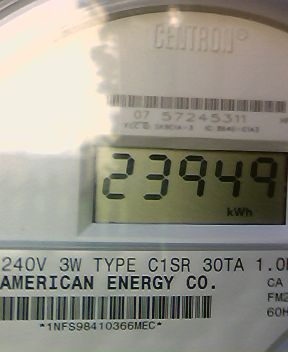 CENTRON®
07 57245311
23949
kWh
240V 3W TYPE C1SR 30TA 1.0
AMERICAN ENERGY CO.
CA
FM2
60H
*1NFS98410366MEC*